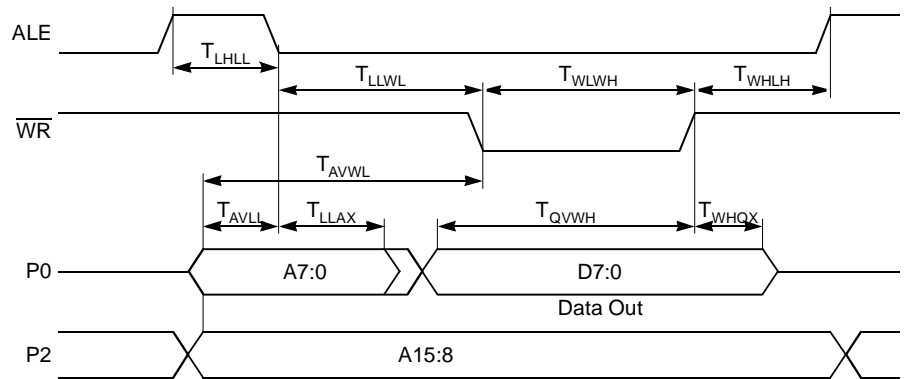 ALE
TLHLL
TLLWL TWLWH TWHLH
WR
TAVWL
TAVLL TLLAX TQVWH TWHQX
P0 A7:0 D7:0
Data Out
P2 A15:8